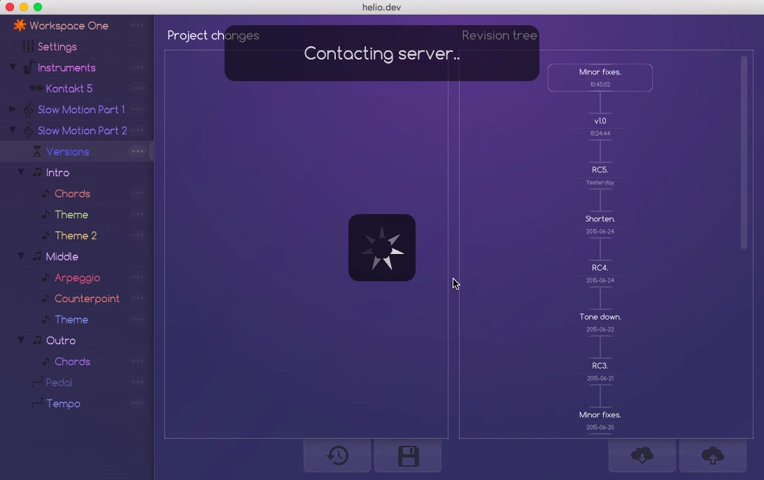 helio.dev
Workspace One
Settings
Instruments
Kontakt 5
Slow Motion Part 1
Slow Motion Part 2
Versions
Intro
Chords
Theme
Theme 2
Middle
Arpeggio
Counterpoint
Theme
Outro
Chords
Pedal
Tempo
Project changes
Revision tree
Contacting server..
Minor fixes.
10:43:02
v1.0
10:24:44
RC5.
Yesterday
Shorten.
2015-06-24
RC4.
2015-06-24
Tone down.
2015-06-22
RC3.
2015-06-21
Minor fixes.
2015-06-20